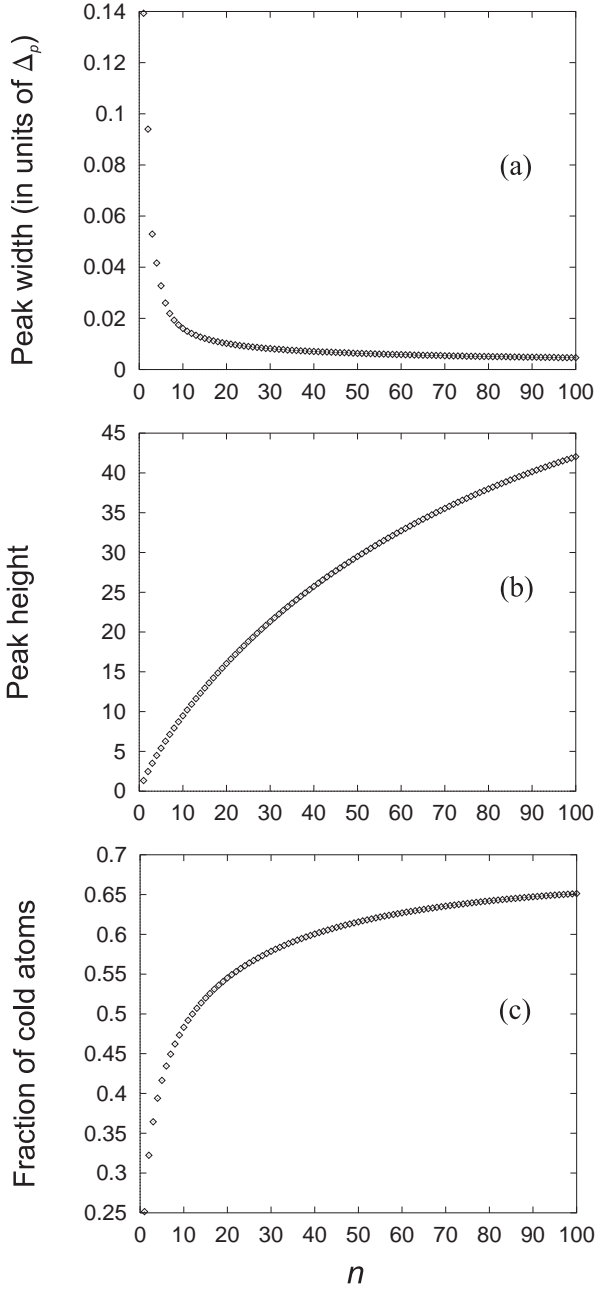 Peak width (in units of Δp)
0.14
0.12
0.1
0.08
0.06
0.04
0.02
0
(a)
0 10 20 30 40 50 60 70 80 90 100
Peak height
45
40
35
30
25
20
15
10
5
0
(b)
0 10 20 30 40 50 60 70 80 90 100
Fraction of cold atoms
0.7
0.65
0.6
0.55
0.5
0.45
0.4
0.35
0.3
0.25
(c)
0 10 20 30 40 50 60 70 80 90 100
n